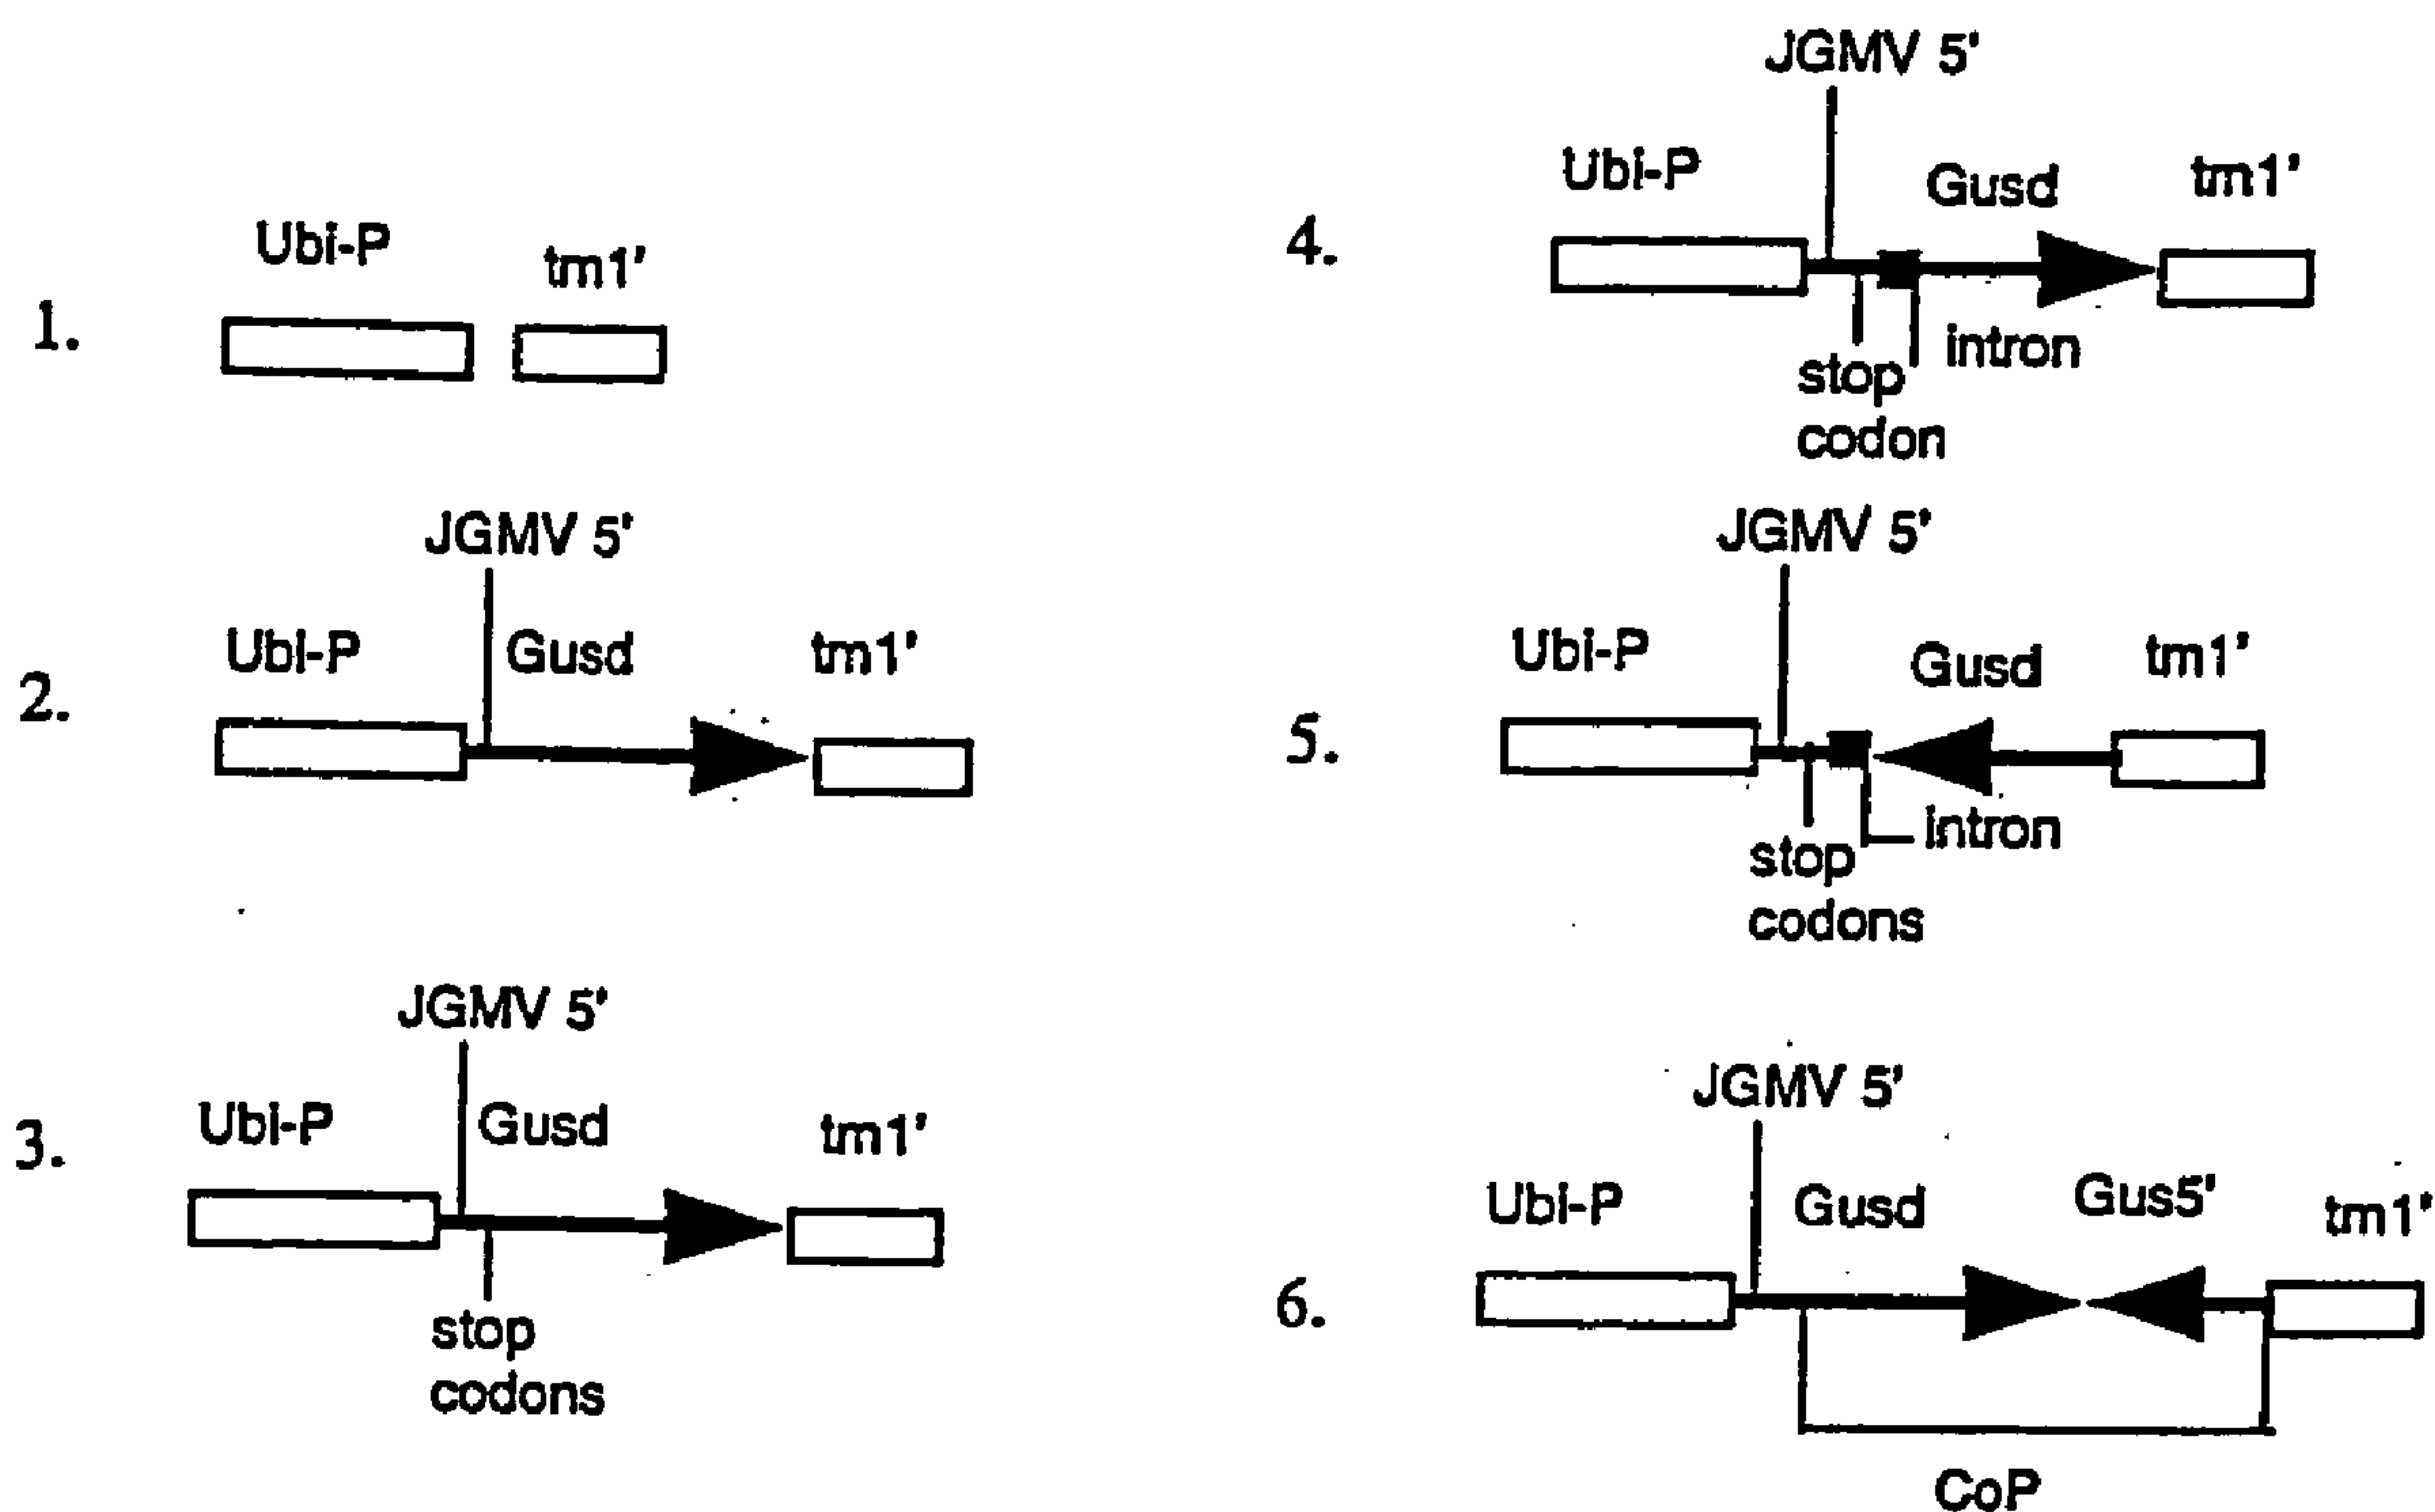 1.
Ubi-P
tm1'
2.
JGMV 5'
Ubi-P
Gusd
tm1'
3.
JGMV 5'
Ubi-P
Gusd
tm1'
stop
codons
4.
JGMV 5'
Ubi-P
Gusd
tm1'
stop
codon
intron
5.
JGMV 5'
Ubi-P
Gusd
tm1'
stop
codons
intron
6.
JGMV 5'
Ubi-P
Gusd
Gus5'
tm1'
CoP